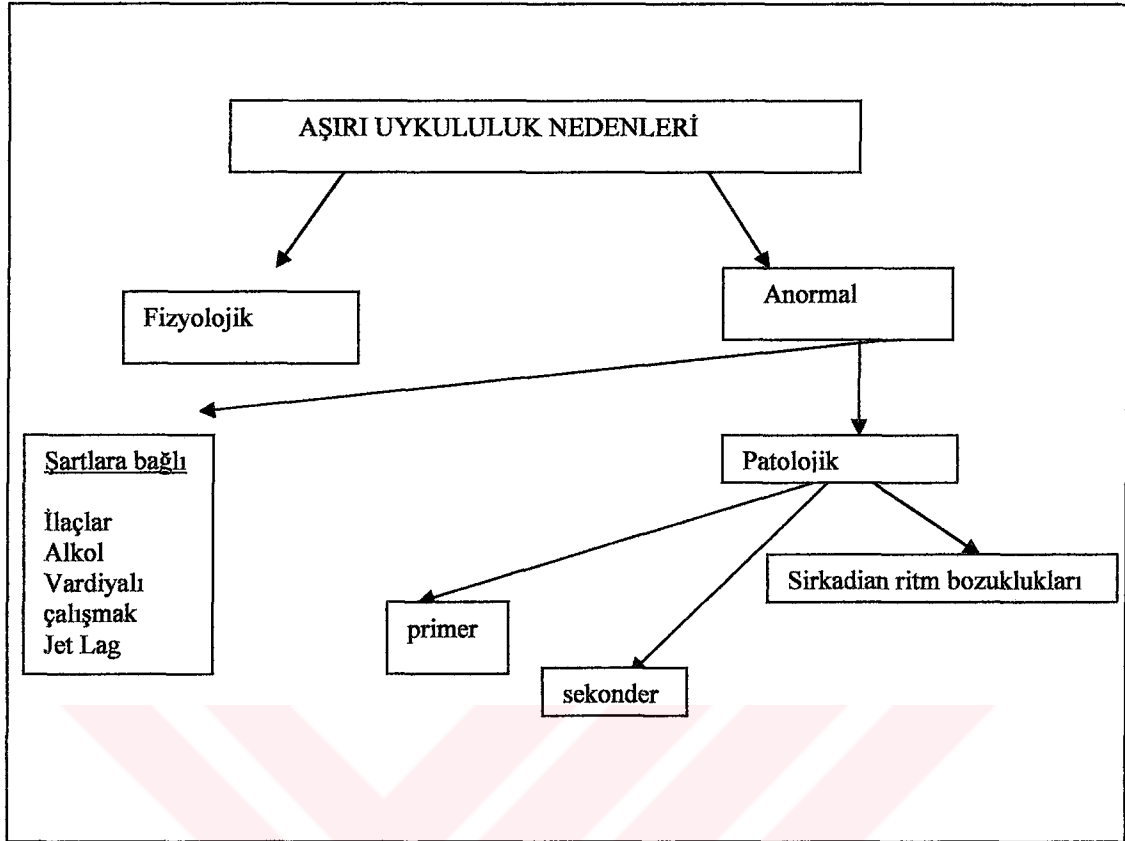 AŞIRI UYKULULUK NEDENLERİ
Fizyolojik
Anormal
Şartlara bağlı
İlaçlar
Alkol
Vardiyalı
çalışmak
Jet Lag
Patolojik
primer
sekonder
Sirkadian ritm bozuklukları